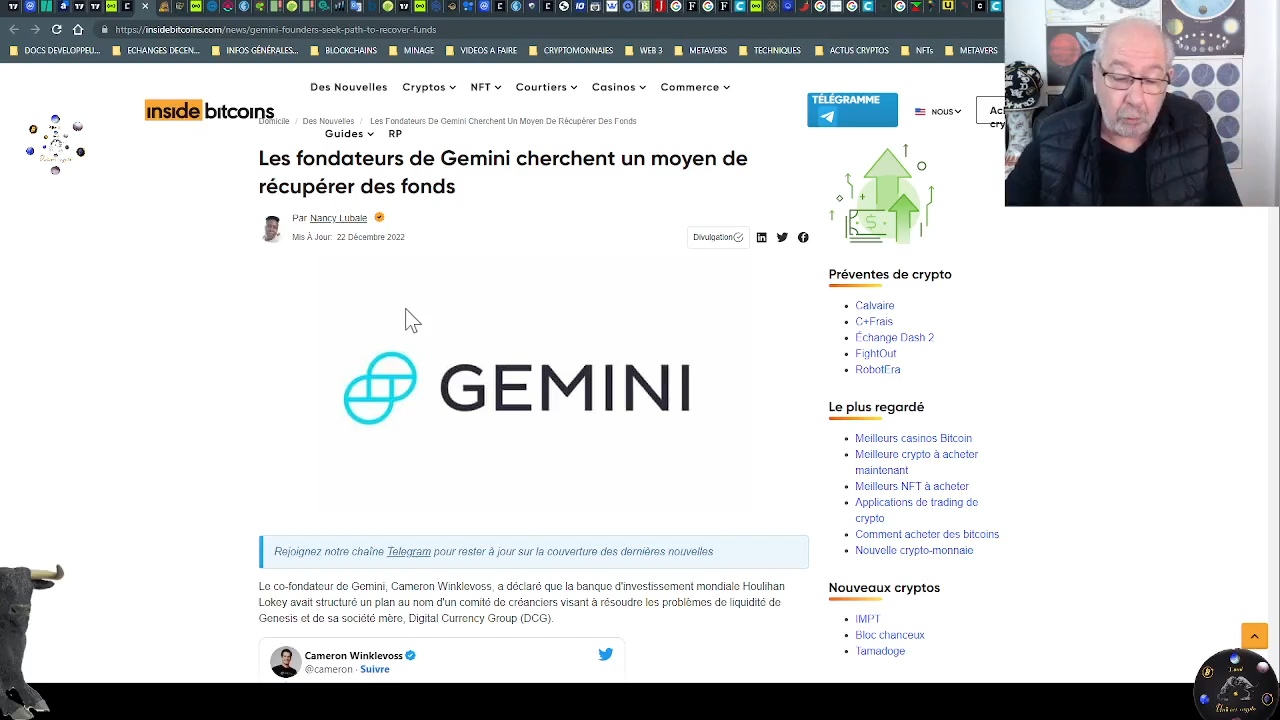 https://insidebitcoins.com/news/gemini-founders-seek-path-to-recover-funds
DOCS DEVELOPPEU...
ECHANGES DECEN...
INFOS GÉNÉRALES...
BLOCKCHAINS
MINAGE
VIDEOS A FAIRE
CRYPTOMONNAIES
WEB 3
METAVERS
TECHNIQUES
ACTUS CRYPTOS
NFTs
METAVERS
Des Nouvelles
Cryptos
NFT
Courtiers
Casinos
Commerce
inside bitcoins
TÉLÉGRAMME
NOUS
Domicile / Des Nouvelles / Les Fondateurs De Gemini Cherchent Un Moyen De Récupérer Des Fonds
Guides
RP
Les fondateurs de Gemini cherchent un moyen de
récupérer des fonds
Par Nancy Lubale
Mis À Jour: 22 Décembre 2022
Divulgation
GEMINI
Rejoignez notre chaîne Telegram pour rester à jour sur la couverture des dernières nouvelles
Le co-fondateur de Gemini, Cameron Winklevoss, a déclaré que la banque d'investissement mondiale Houlihan
Lokey avait structuré un plan au nom d'un comité de créanciers visant à résoudre les problèmes de liquidité de
Genesis et de sa société mère, Digital Currency Group (DCG).
Cameron Winklevoss
@cameron · Suivre
Préventes de crypto
Calvaire
C+Frais
Échange Dash 2
FightOut
RobotEra
Le plus regardé
Meilleurs casinos Bitcoin
Meilleure crypto à acheter
maintenant
Meilleurs NFT à acheter
Applications de trading de
crypto
Comment acheter des bitcoins
Nouvelle crypto-monnaie
Nouveaux cryptos
IMPT
Bloc chanceux
Tamadoge